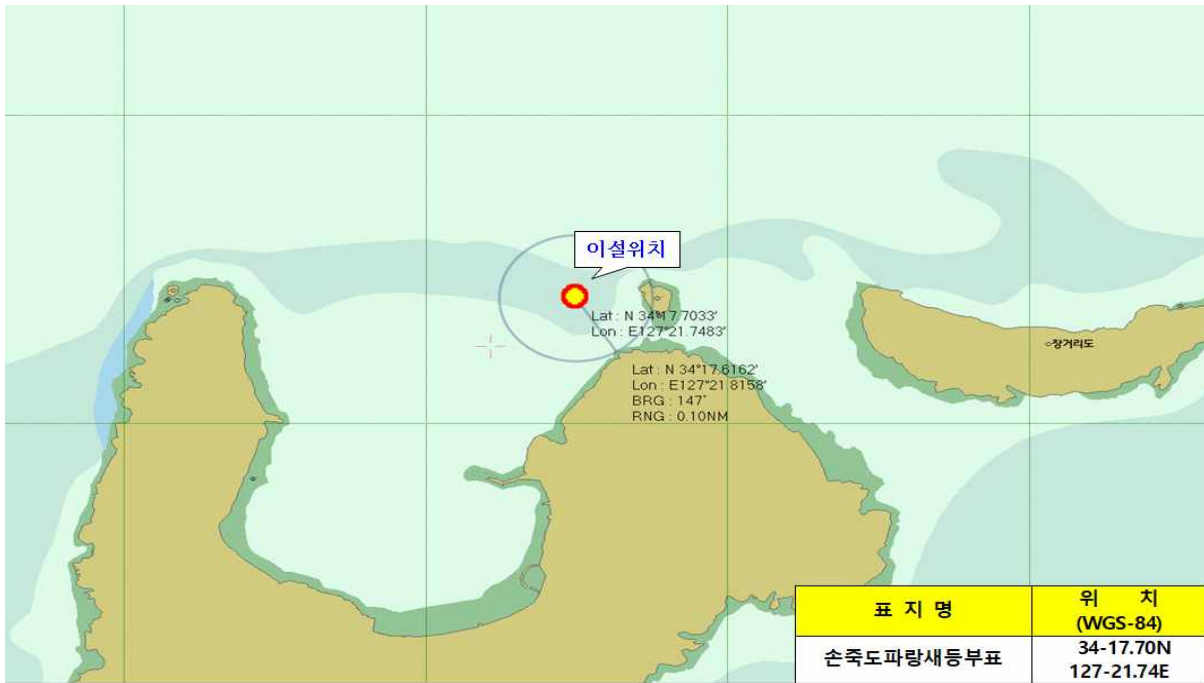 이설위치
Lat : N 34°17.7033'
Lon : E127°21.7483'
Lat : N 34°17.6162'
Lon : E127°21.8158'
BRG : 147°
RNG : 0.10NM
장거리도
표 지 명
위 치
(WGS-84)
손죽도파랑새등부표
34-17.70N
127-21.74E